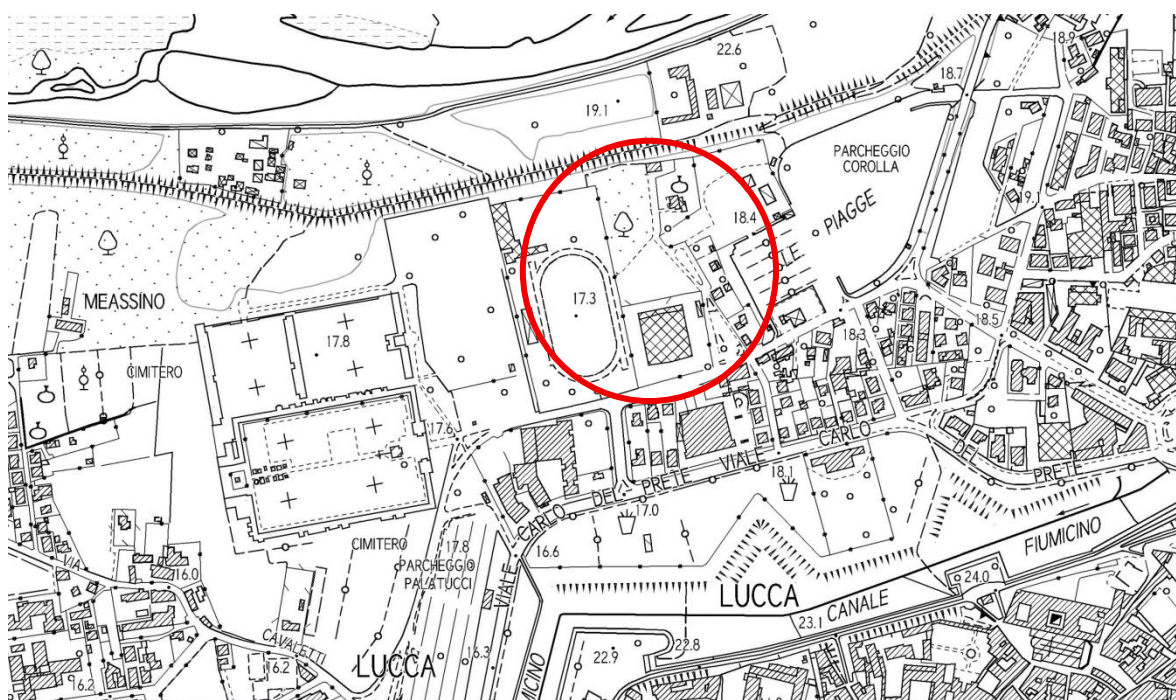 22.6
18.9
18.7
19.1
PARCHEGGIO
COROLLA
PIAGGE
18.4
19.1
MEASSINO
17.3
17.8
18.5
18.3
CIMITERO
17.6
VIALE
CARLO
DEL
PRETE
VIALE
CARLO
DEL
PRETE
18.1
17.0
16.6
17.8
CIMITERO
PARCHEGGIO
PALATUCCI
VIALE
FIUMICINO
CANALE
LUCCA
24.0
23.1
VIA
16.0
CAVALETTI
16.2
16.2
LUCCA
16.3
22.9
22.8